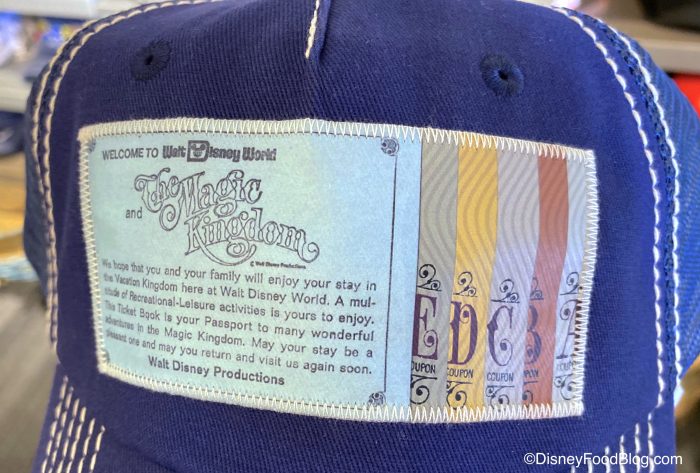 WELCOME TO Walt Disney World
and The Magic
Kingdom
© Walt Disney Productions
We hope that you and your family will enjoy your stay in
the Vacation Kingdom here at Walt Disney World. A mul-
titude of Recreational-Leisure activities is yours to enjoy.
This Ticket Book is your Passport to many wonderful
adventures in the Magic Kingdom. May your stay be a
pleasant one and may you return and visit us again soon.
Walt Disney Productions
E D C B A
COUPON COUPON COUPON COUPON COUPON
©DisneyFoodBlog.com